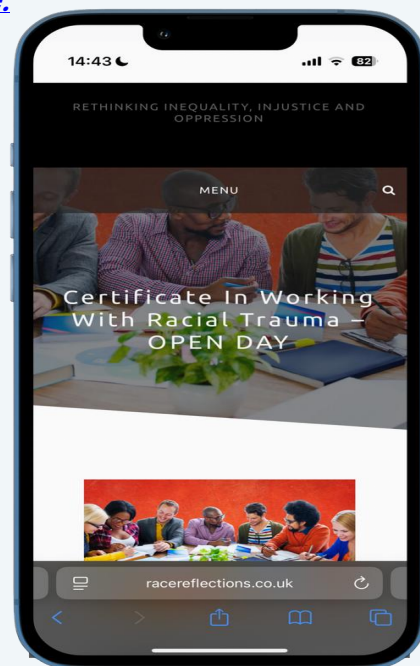 14:43
82
RETHINKING INEQUALITY, INJUSTICE AND
OPPRESSION
MENU
Certificate In Working
With Racial Trauma –
OPEN DAY
racereflections.co.uk